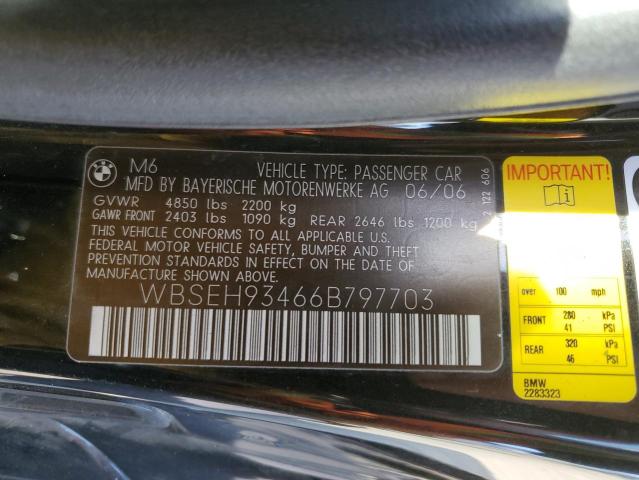 M6 VEHICLE TYPE: PASSENGER CAR
MFD BY BAYERISCHE MOTORENWERKE AG 06/06
GVWR 4850 lbs 2200 kg
GAWR FRONT 2403 lbs 1090 kg REAR 2646 lbs 1200 kg
THIS VEHICLE CONFORMS TO ALL APPLICABLE U.S.
FEDERAL MOTOR VEHICLE SAFETY, BUMPER AND THEFT
PREVENTION STANDARDS IN EFFECT ON THE DATE OF
MANUFACTURE SHOWN ABOVE.
WBSEH93466B797703
2 122 606
IMPORTANT!
over 100 mph
FRONT 280 kPa
41 PSI
REAR 320 kPa
46 PSI
BMW
2283323